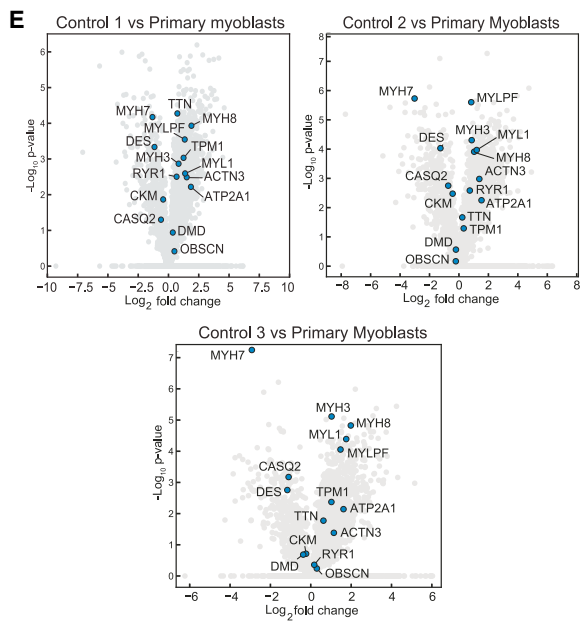 E
Control 1 vs Primary myoblasts
-Log10 p-value
6
5
4
3
2
1
0
TTN
MYH7
MYH8
MYLPF
DES
TPM1
MYH3
MYL1
RYR1
ACTN3
CKM
ATP2A1
CASQ2
DMD
OBSCN
-10 -7.5 -5 -2.5 0 2.5 5 7.5 10
Log2 fold change
Control 2 vs Primary Myoblasts
-Log10 p-value
8
7
6
5
4
3
2
1
0
MYH7
MYLPF
DES
MYH3
MYL1
MYH8
CASQ2
ACTN3
RYR1
CKM
ATP2A1
TTN
TPM1
DMD
OBSCN
-8 -6 -4 -2 0 2 4 6 8
Log2 fold change
Control 3 vs Primary Myoblasts
-Log10 p-value
7
6
5
4
3
2
1
0
MYH7
MYH3
MYH8
MYL1
MYLPF
CASQ2
DES
TPM1
ATP2A1
TTN
ACTN3
CKM
RYR1
DMD
OBSCN
-6 -4 -2 0 2 4 6
Log2 fold change